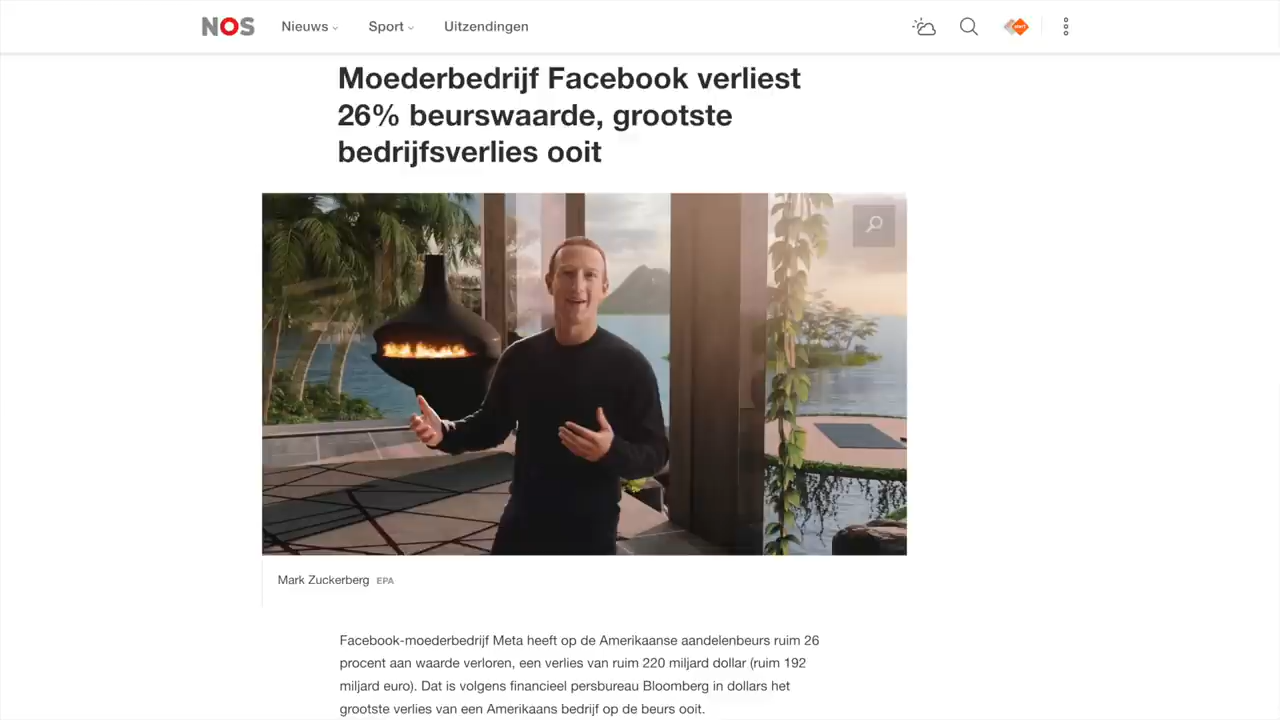 NOS Nieuws Sport Uitzendingen
Moederbedrijf Facebook verliest
26% beurswaarde, grootste
bedrijfsverlies ooit
Mark Zuckerberg EPA
Facebook-moederbedrijf Meta heeft op de Amerikaanse aandelenbeurs ruim 26
procent aan waarde verloren, een verlies van ruim 220 miljard dollar (ruim 192
miljard euro). Dat is volgens financieel persbureau Bloomberg in dollars het
grootste verlies van een Amerikaans bedrijf op de beurs ooit.